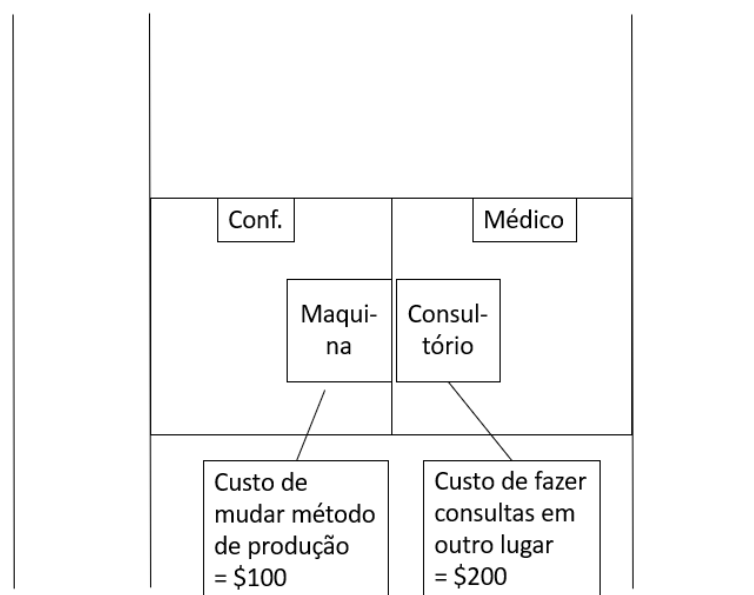 Conf.
Médico
Maqui-
na
Consul-
tório
Custo de
mudar método
de produção
= $100
Custo de fazer
consultas em
outro lugar
= $200